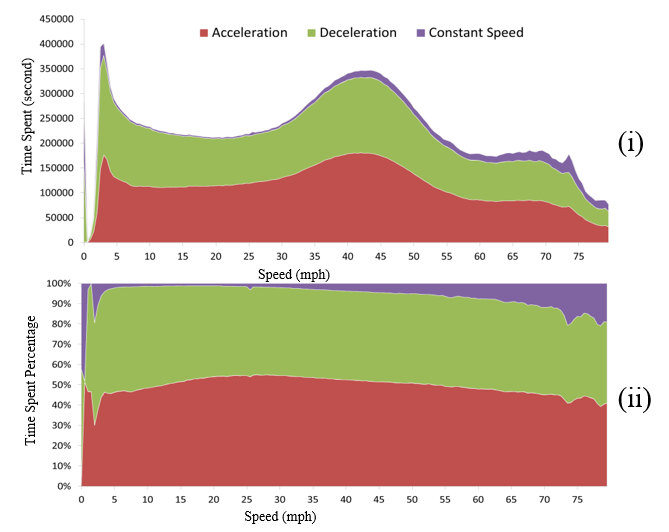 450000
400000
350000
300000
250000
200000
150000
100000
50000
0
Time Spent (second)
Acceleration Deceleration Constant Speed
(i)
0 5 10 15 20 25 30 35 40 45 50 55 60 65 70 75
Speed (mph)
100%
90%
80%
70%
60%
50%
40%
30%
20%
10%
0%
Time Spent Percentage
(ii)
0 5 10 15 20 25 30 35 40 45 50 55 60 65 70 75
Speed (mph)